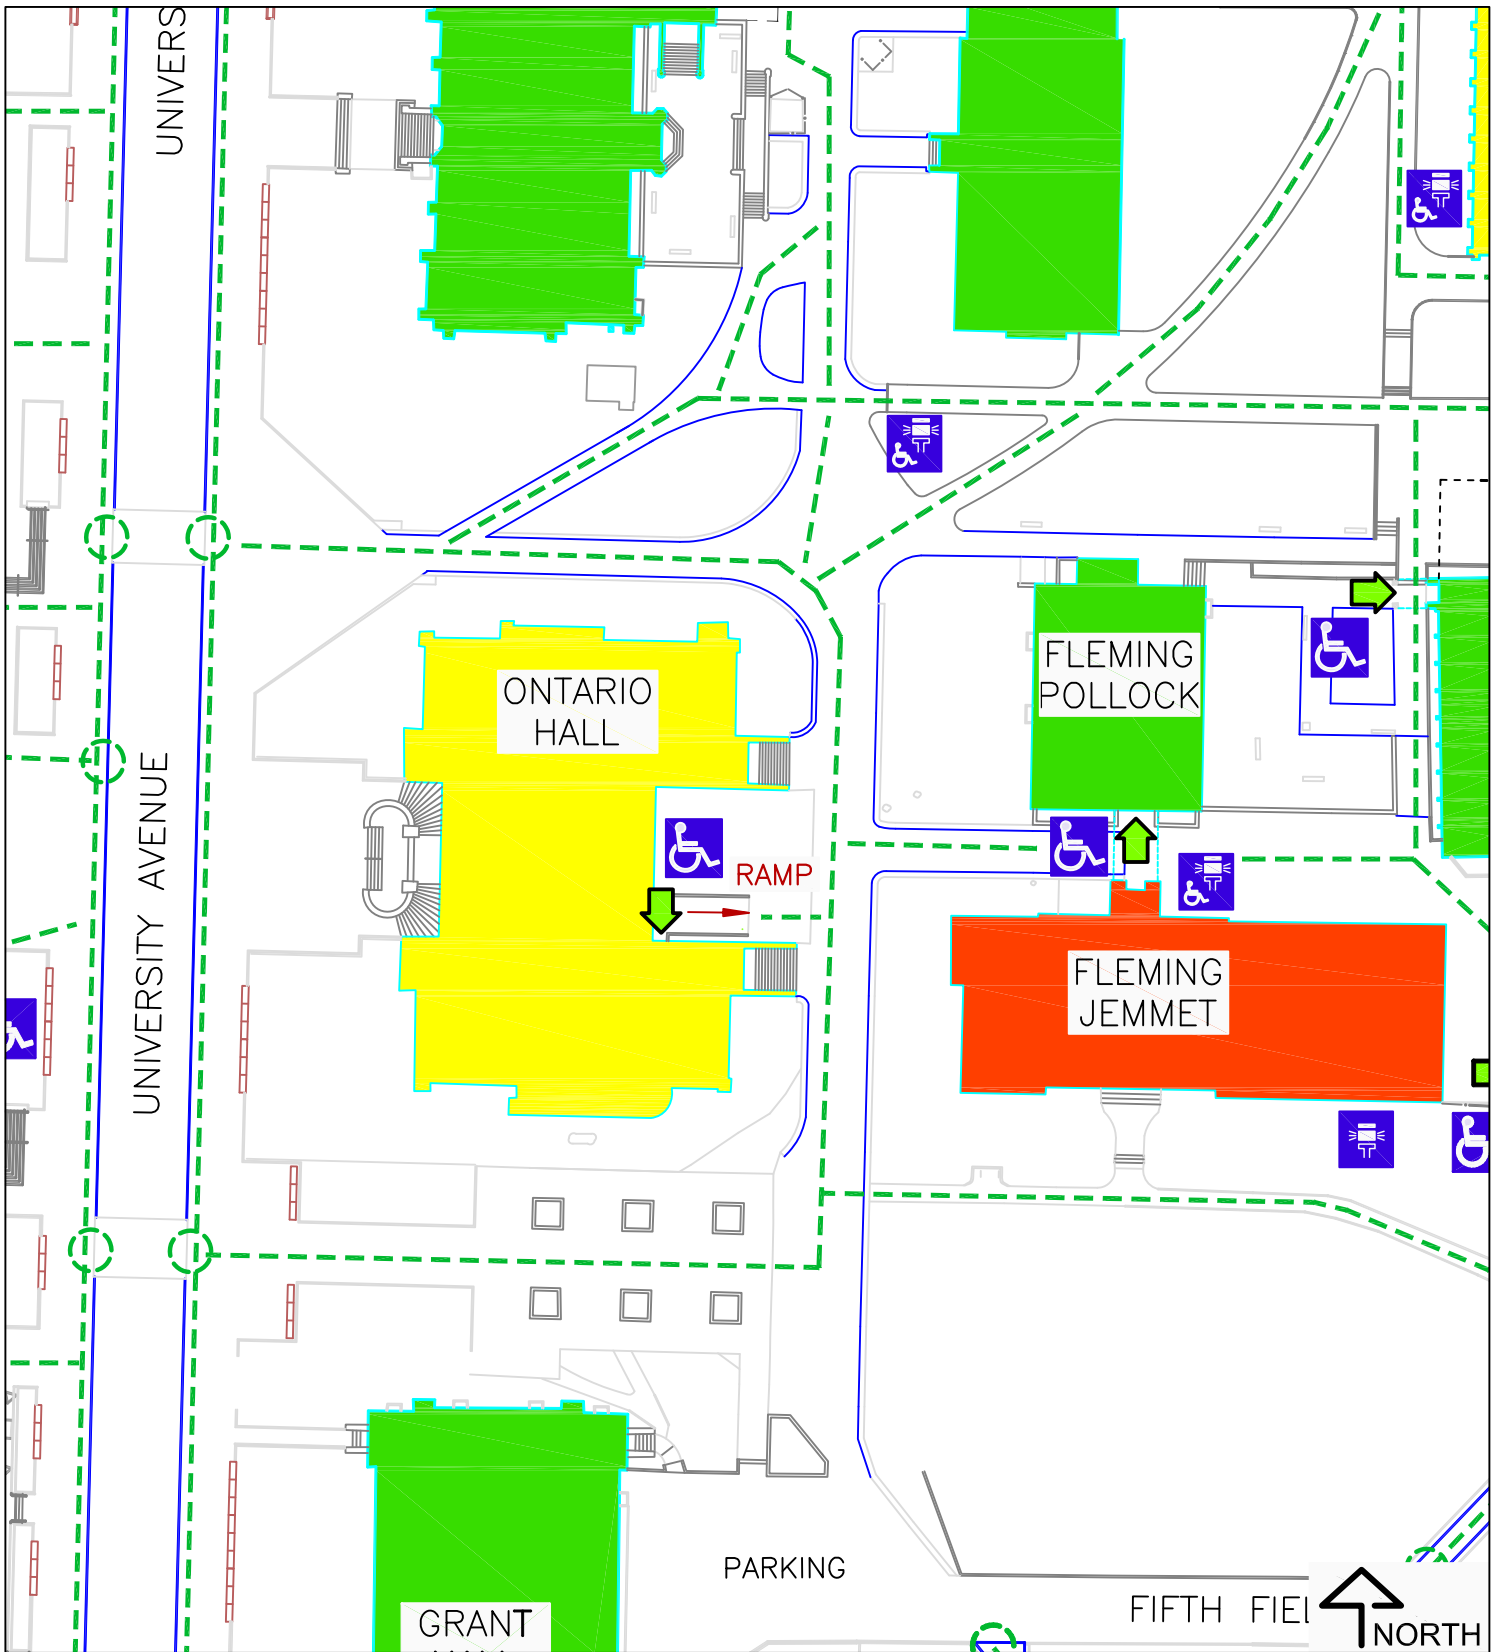 UNIVERS
ONTARIO
HALL
FLEMING
POLLOCK
UNIVERSITY AVENUE
RAMP
FLEMING
JEMMET
PARKING
GRANT
FIFTH FIEL
NORTH